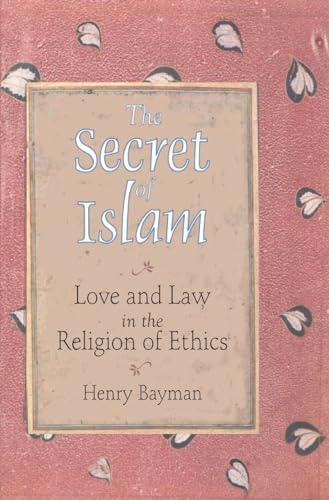 The
Secret
of
Islam
Love and Law
in the
Religion of Ethics
Henry Bayman